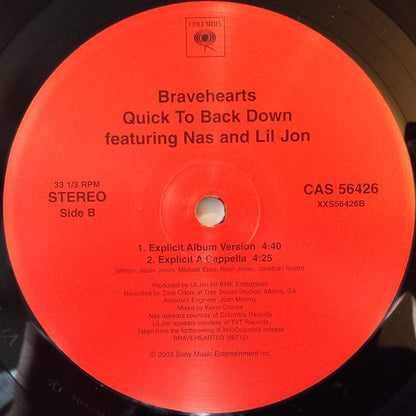 COLUMBIA
Bravehearts
Quick To Back Down
featuring Nas and Lil Jon
33 1/3 RPM
STEREO
Side B
CAS 56426
XXS56426B
1. Explicit Album Version 4:40
2. Explicit A Cappella 4:25
(Writer: Jabari Jones, Michael Epps, Nasir Jones, Jonathan Smith)
Produced by Lil Jon for BME Enterprises
Recorded by Zack Odom at Tree Sound Studios, Atlanta, GA.
Assistant Engineer: Josh Monroy
Mixed by Kevin Crouse
Nas appears courtesy of Columbia Records
Lil Jon appears courtesy of TVT Records
Taken from the forthcoming Ill Will/Columbia release
BRAVEHEARTED (86712)
© 2003 Sony Music Entertainment Inc.